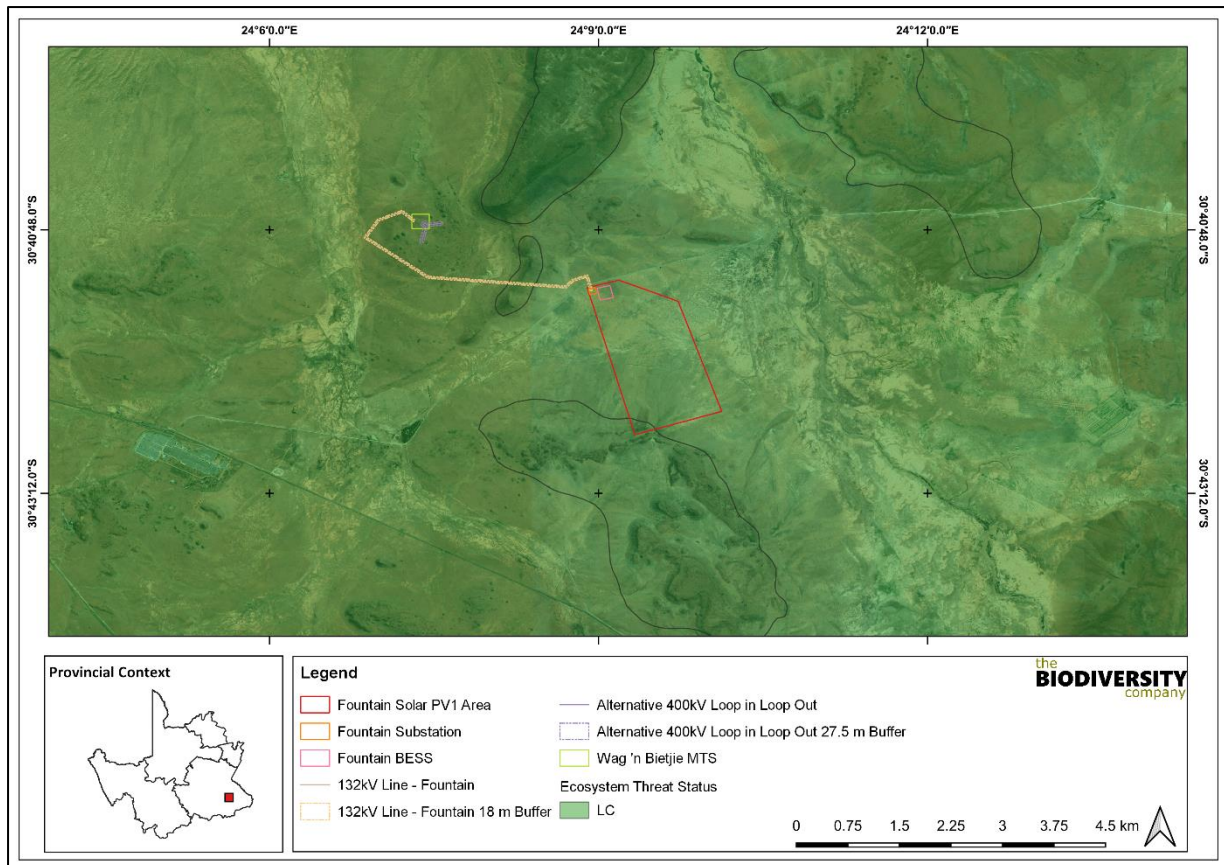 24°6'0.0"E
24°9'0.0"E
24°12'0.0"E
30°40'48.0"S
30°40'48.0"S
30°43'12.0"S
30°43'12.0"S
Provincial Context
Legend
Fountain Solar PV1 Area
Fountain Substation
Fountain BESS
132kV Line - Fountain
132kV Line - Fountain 18 m Buffer
Alternative 400kV Loop in Loop Out
Alternative 400kV Loop in Loop Out 27.5 m Buffer
Wag 'n Bietjie MTS
Ecosystem Threat Status
LC
the
BIODIVERSITY
company
0 0.75 1.5 2.25 3 3.75 4.5 km